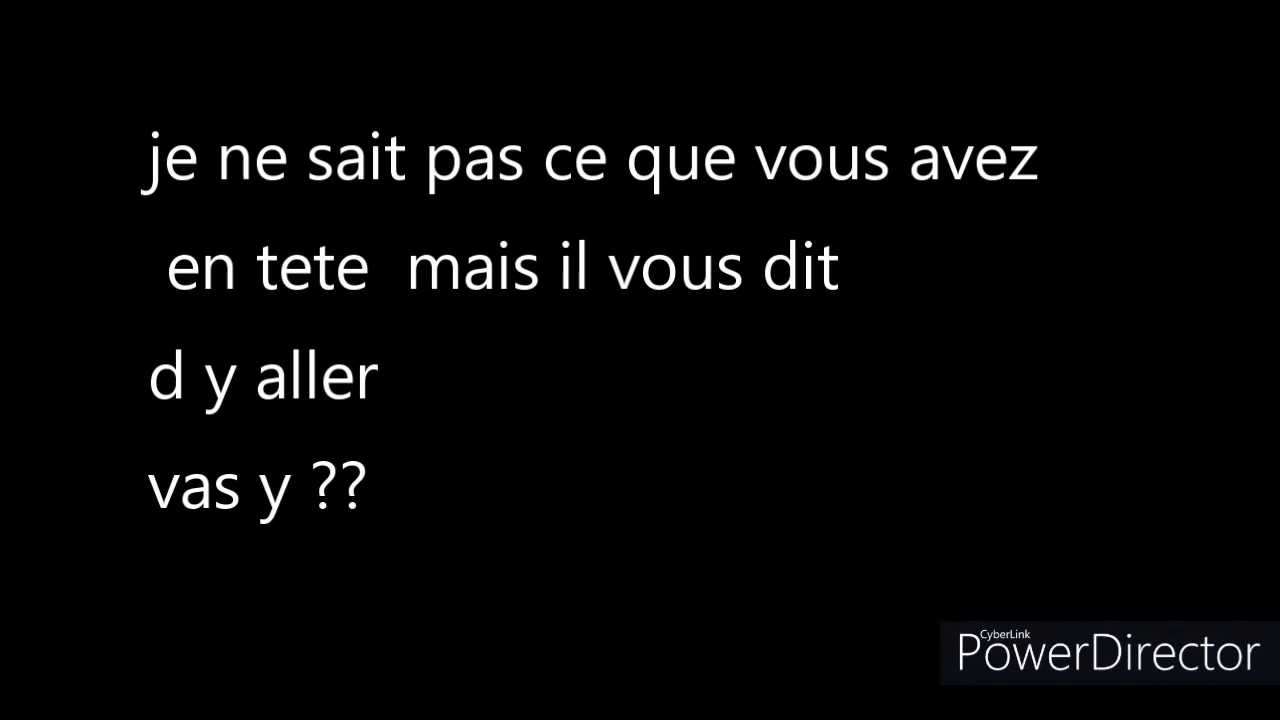 je ne sait pas ce que vous avez
en tete  mais il vous dit
d y aller
vas y ??
CyberLink
PowerDirector